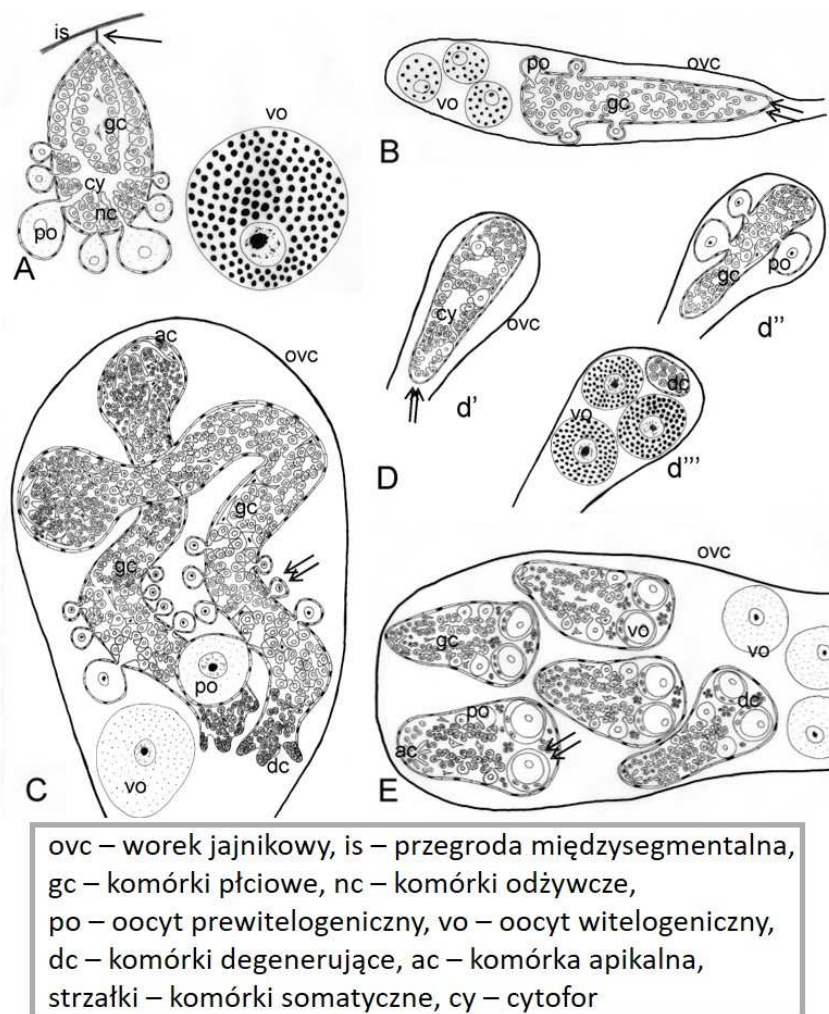 is
gc
vo
cy
nc
po
A
po
ovc
vo
gc
B
cy
ovc
d'
gc
po
d''
dc
vo
D
d'''
ac
ovc
gc
gc
po
vo
dc
C
ovc
gc
vo
vo
po
dc
ac
E
ovc – worek jajnikowy, is – przegroda międzysegmentalna,
gc – komórki płciowe, nc – komórki odżywcze,
po – oocyt prewitelogeniczny, vo – oocyt witelogeniczny,
dc – komórki degenerujące, ac – komórka apikalna,
strzałki – komórki somatyczne, cy – cytofor